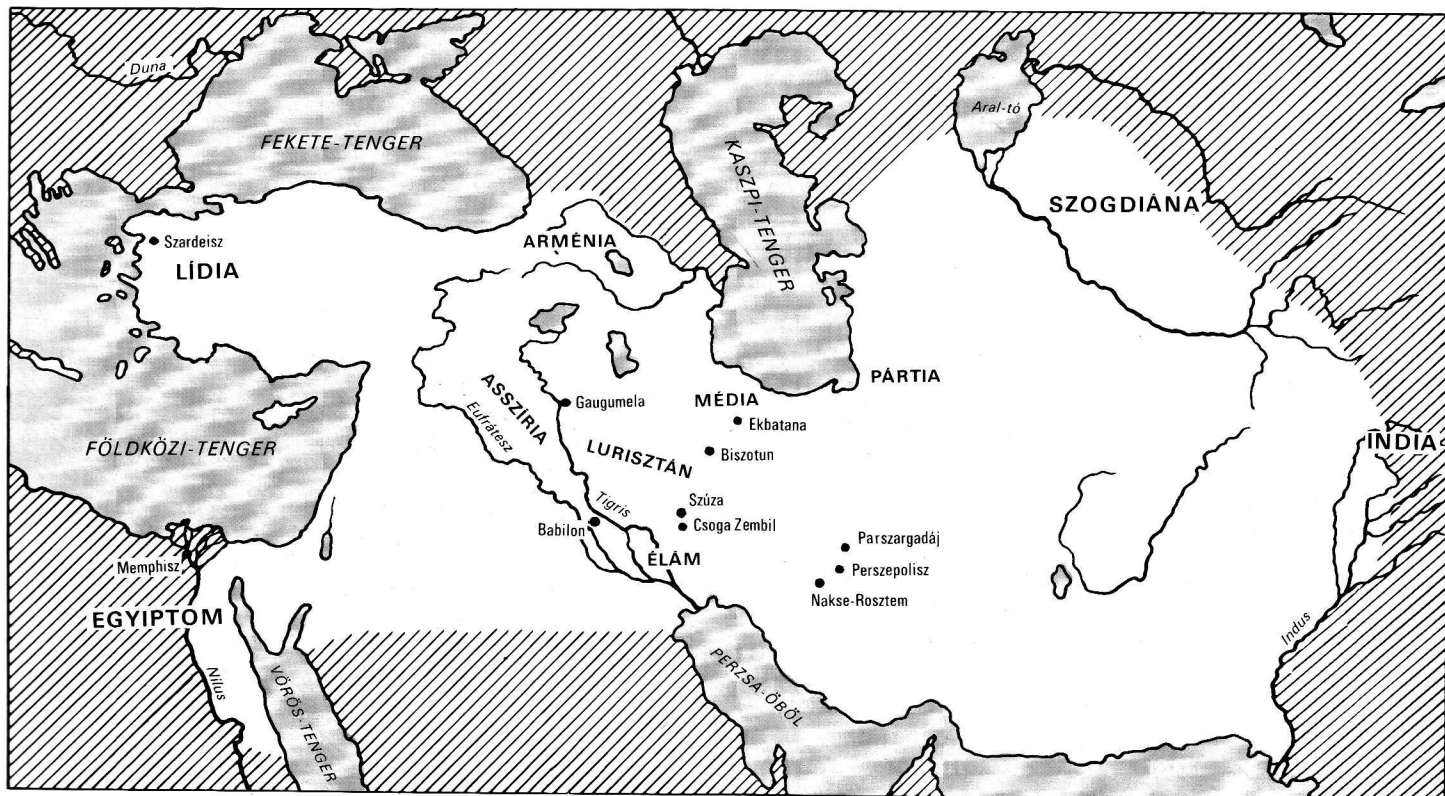 Duna
FEKETE-TENGER
KASZPI-TENGER
Aral-tó
SZOGDIÁNA
Szardeisz
LÍDIA
ARMÉNIA
PÁRTIA
MÉDIA
Ekbatana
Gaugumela
ASSZÍRIA
Eufrátesz
LURISZTÁN
Biszotun
FÖLDKÖZI-TENGER
INDIA
Tigris
Szúza
Csoga Zembil
Babilon
ÉLÁM
Parszargadáj
Perszepolisz
Nakse-Rosztem
Memphisz
EGYIPTOM
Nílus
VÖRÖS-TENGER
PERZSA-ÖBÖL
Indus